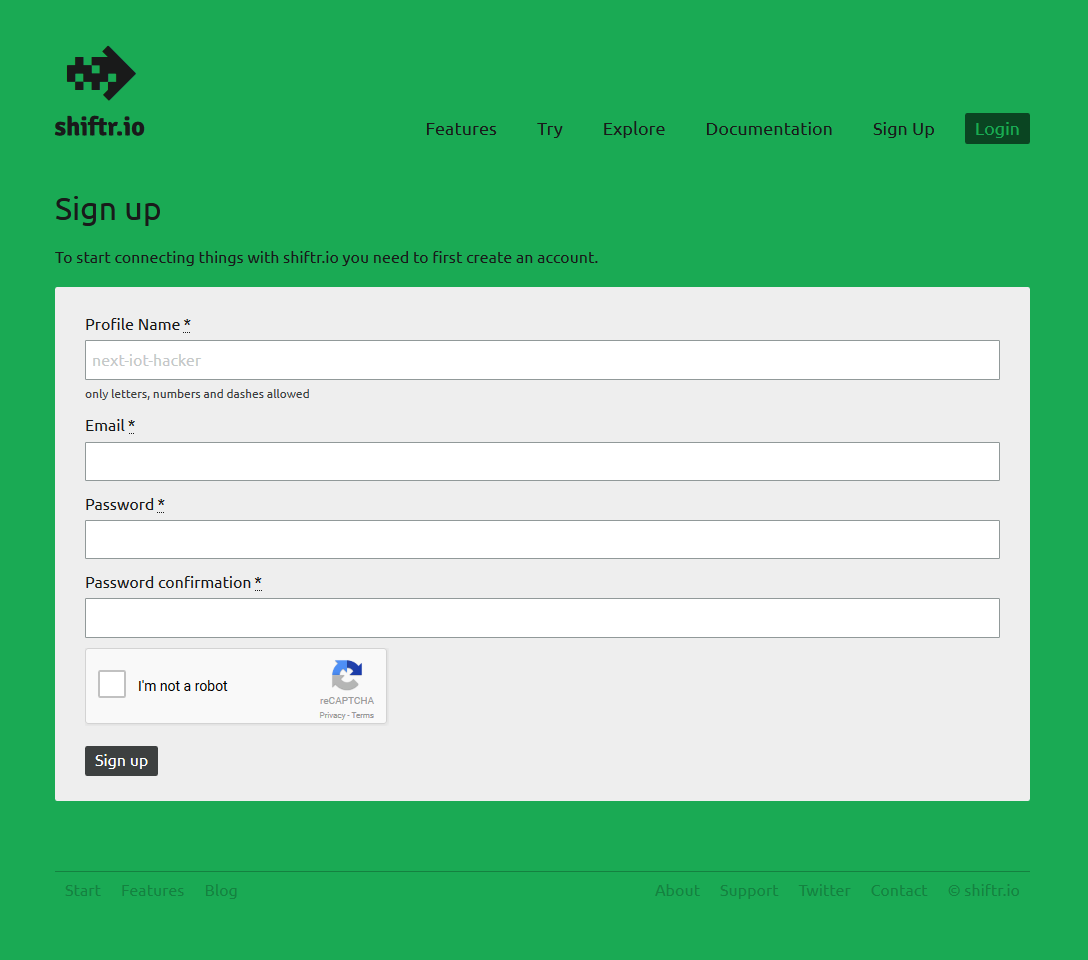 shiftr.io
Features Try Explore Documentation Sign Up Login
Sign up
To start connecting things with shiftr.io you need to first create an account.
Profile Name *
next-iot-hacker
only letters, numbers and dashes allowed
Email *
Password *
Password confirmation *
I'm not a robot
reCAPTCHA
Privacy - Terms
Sign up
Start Features Blog About Support Twitter Contact © shiftr.io